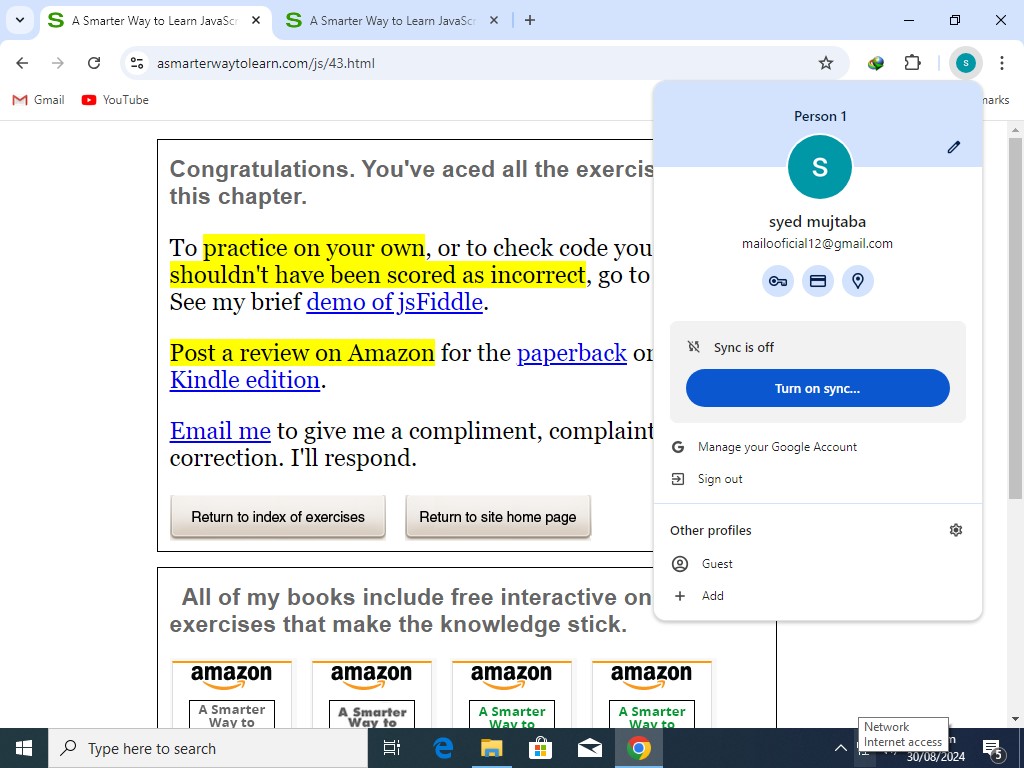 A Smarter Way to Learn JavaScr
A Smarter Way to Learn JavaScr
asmarterwaytolearn.com/js/43.html
S
Gmail
YouTube
marks
Congratulations. You've aced all the exercis
this chapter.
To practice on your own, or to check code you
shouldn't have been scored as incorrect, go to
See my brief demo of jsFiddle.
Post a review on Amazon for the paperback or
Kindle edition.
Email me to give me a compliment, complaint
correction. I'll respond.
Return to index of exercises
Return to site home page
All of my books include free interactive on
exercises that make the knowledge stick.
amazon
A Smarter
Way to
amazon
A Smarter
Way to
amazon
A Smarter
Way to
amazon
A Smarter
Way to
Person 1
S
syed mujtaba
mailooficial12@gmail.com
Sync is off
Turn on sync...
Manage your Google Account
Sign out
Other profiles
Guest
Add
Type here to search
Network
Internet access
30/08/2024
5